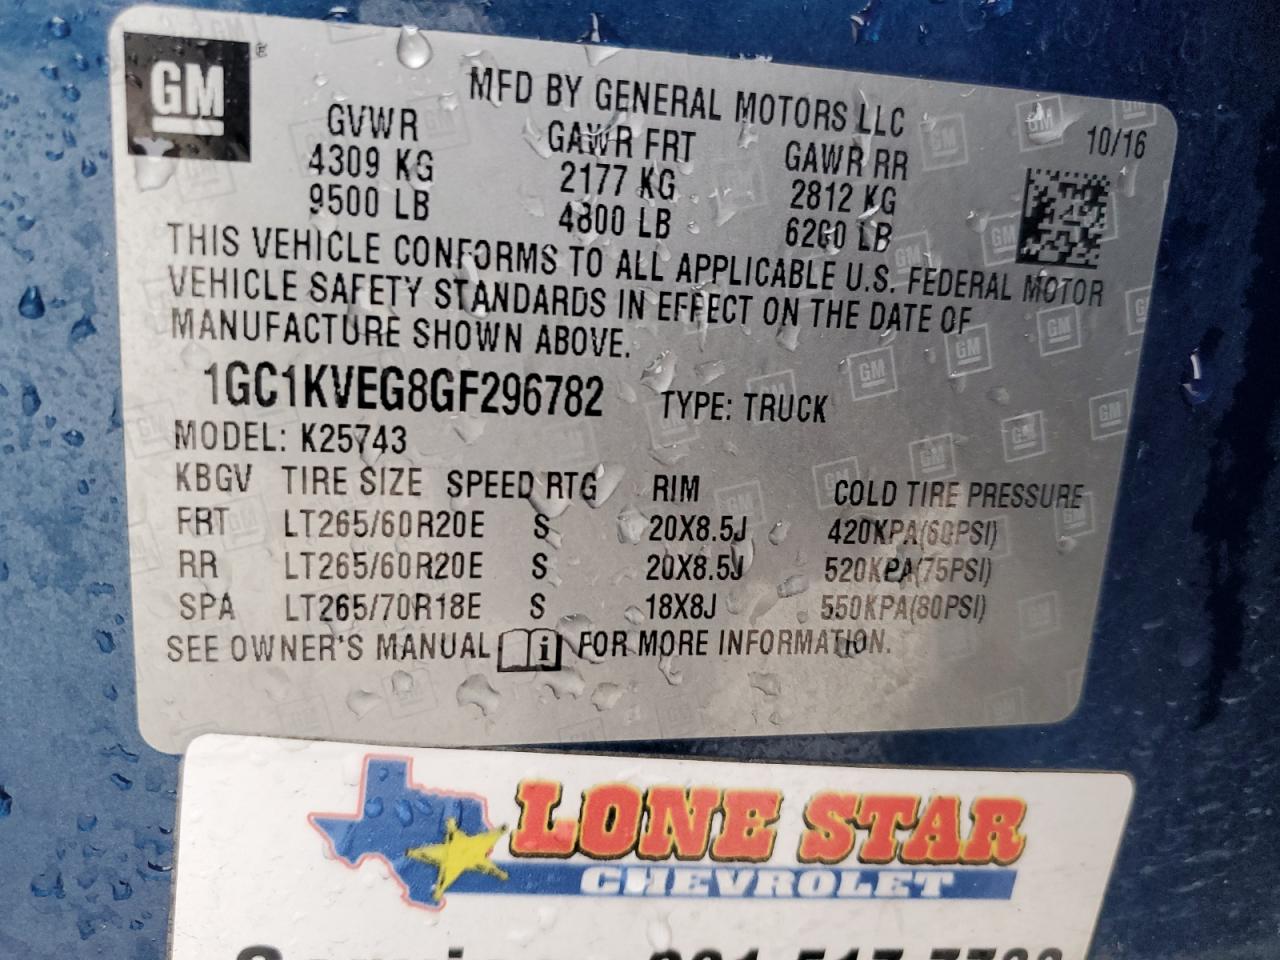 GM
MFD BY GENERAL MOTORS LLC
10/16
GVWR GAWR FRT GAWR RR
4309 KG 2177 KG 2812 KG
9500 LB 4800 LB 6200 LB
THIS VEHICLE CONFORMS TO ALL APPLICABLE U.S. FEDERAL MOTOR
VEHICLE SAFETY STANDARDS IN EFFECT ON THE DATE OF
MANUFACTURE SHOWN ABOVE.
1GC1KVEG8GF296782 TYPE: TRUCK
MODEL: K25743
KBGV TIRE SIZE SPEED RTG RIM COLD TIRE PRESSURE
FRT LT265/60R20E S 20X8.5J 420KPA(60PSI)
RR LT265/60R20E S 20X8.5J 520KPA(75PSI)
SPA LT265/70R18E S 18X8J 550KPA(80PSI)
SEE OWNER'S MANUAL FOR MORE INFORMATION.
LONE STAR
CHEVROLET